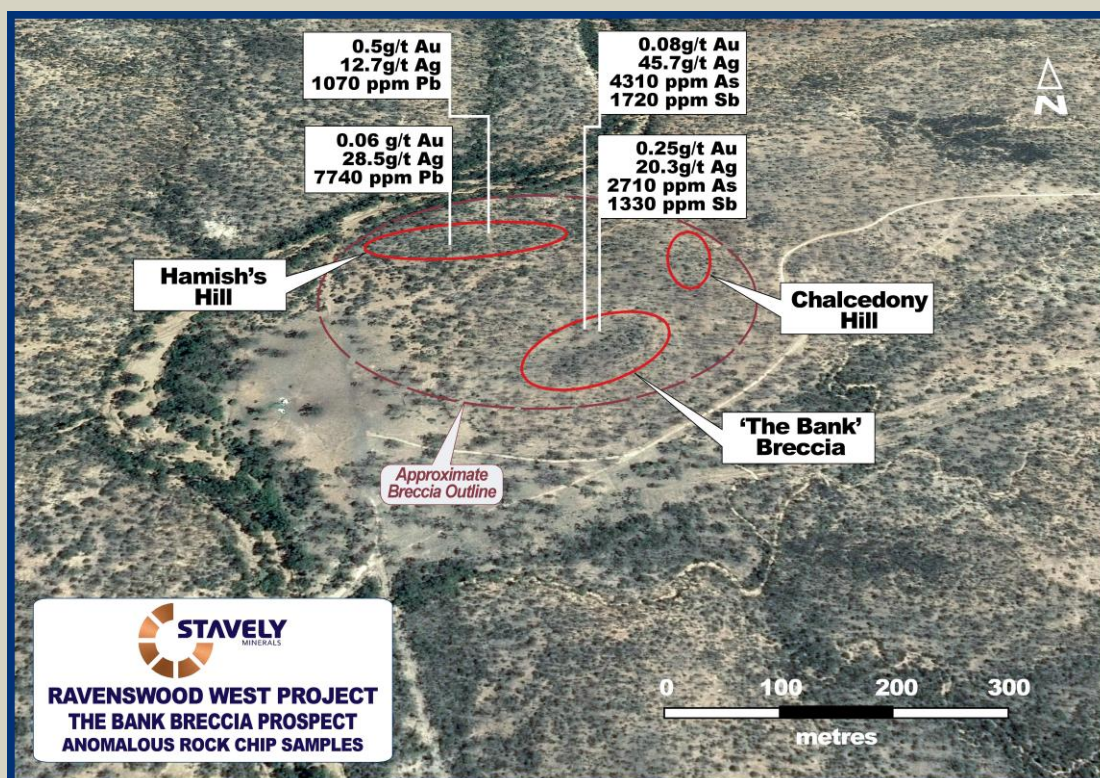 0.5g/t Au
12.7g/t Ag
1070 ppm Pb
0.08g/t Au
45.7g/t Ag
4310 ppm As
1720 ppm Sb
N
0.06 g/t Au
28.5g/t Ag
7740 ppm Pb
0.25g/t Au
20.3g/t Ag
2710 ppm As
1330 ppm Sb
Hamish's
Hill
Chalcedony
Hill
'The Bank'
Breccia
Approximate
Breccia Outline
STAVELY
MINERALS
RAVENSWOOD WEST PROJECT
THE BANK BRECCIA PROSPECT
ANOMALOUS ROCK CHIP SAMPLES
0 100 200 300
metres